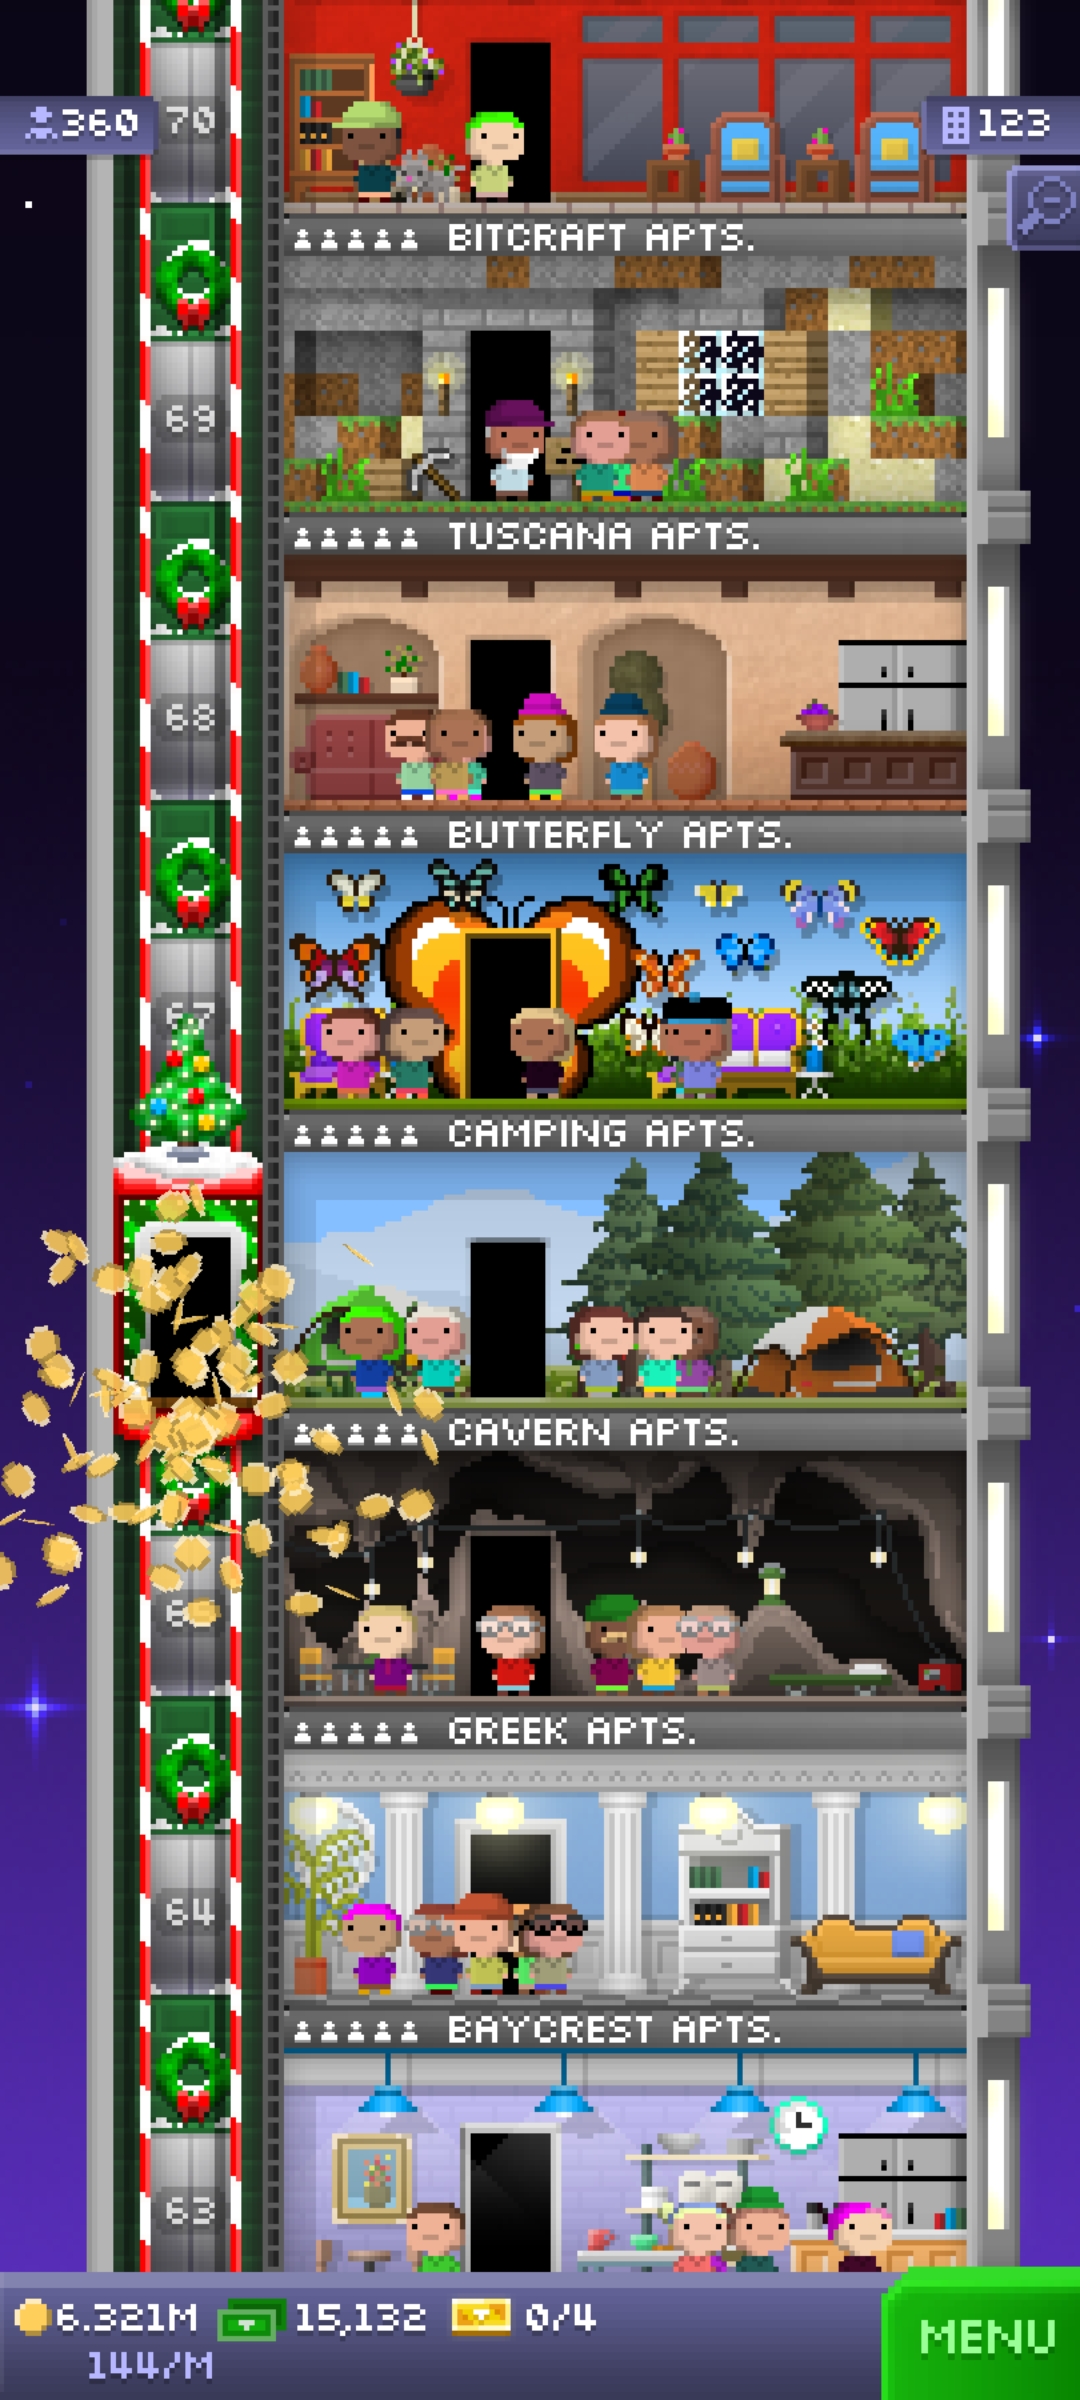 70
360
123
BITCRAFT APTS.
69
TUSCANA APTS.
68
BUTTERFLY APTS.
67
CAMPING APTS.
CAVERN APTS.
GREEK APTS.
64
BAYCREST APTS.
63
6.321M 15,132 0/4
144/M
MENU